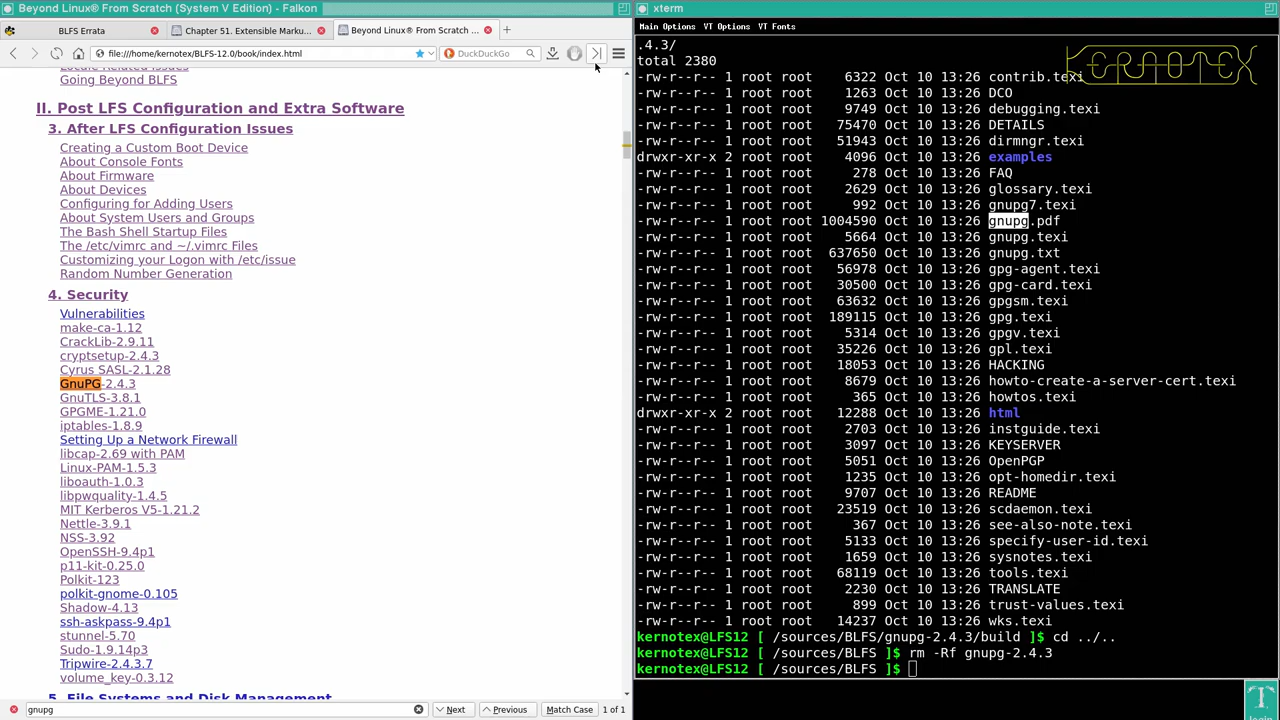 Beyond Linux® From Scratch (System V Edition) - Falkon
BLFS Errata
Chapter 51. Extensible Marku...
Beyond Linux® From Scratch ...
file:///home/kernotex/BLFS-12.0/book/index.html
DuckDuckGo
Going Beyond BLFS
II. Post LFS Configuration and Extra Software
3. After LFS Configuration Issues
Creating a Custom Boot Device
About Console Fonts
About Firmware
About Devices
Configuring for Adding Users
About System Users and Groups
The Bash Shell Startup Files
The /etc/vimrc and ~/.vimrc Files
Customizing your Logon with /etc/issue
Random Number Generation
4. Security
Vulnerabilities
make-ca-1.12
CrackLib-2.9.11
cryptsetup-2.4.3
Cyrus SASL-2.1.28
GnuPG-2.4.3
GnuTLS-3.8.1
GPGME-1.21.0
iptables-1.8.9
Setting Up a Network Firewall
libcap-2.69 with PAM
Linux-PAM-1.5.3
liboauth-1.0.3
libpwquality-1.4.5
MIT Kerberos V5-1.21.2
Nettle-3.9.1
NSS-3.92
OpenSSH-9.4p1
p11-kit-0.25.0
Polkit-123
polkit-gnome-0.105
Shadow-4.13
ssh-askpass-9.4p1
stunnel-5.70
Sudo-1.9.14p3
Tripwire-2.4.3.7
volume_key-0.3.12
5. File Systems and Disk Management
gnupg
Next
Previous
Match Case
1 of 1
xterm
Main Options VT Options VT Fonts
KERNOTEX
.4.3/
total 2380
-rw-r--r-- 1 root root 6322 Oct 10 13:26 contrib.texi
-rw-r--r-- 1 root root 1263 Oct 10 13:26 DCO
-rw-r--r-- 1 root root 9749 Oct 10 13:26 debugging.texi
-rw-r--r-- 1 root root 75470 Oct 10 13:26 DETAILS
-rw-r--r-- 1 root root 51943 Oct 10 13:26 dirmngr.texi
drwxr-xr-x 2 root root 4096 Oct 10 13:26 examples
-rw-r--r-- 1 root root 278 Oct 10 13:26 FAQ
-rw-r--r-- 1 root root 2629 Oct 10 13:26 glossary.texi
-rw-r--r-- 1 root root 992 Oct 10 13:26 gnupg7.texi
-rw-r--r-- 1 root root 1004590 Oct 10 13:26 gnupg.pdf
-rw-r--r-- 1 root root 5664 Oct 10 13:26 gnupg.texi
-rw-r--r-- 1 root root 637650 Oct 10 13:26 gnupg.txt
-rw-r--r-- 1 root root 56978 Oct 10 13:26 gpg-agent.texi
-rw-r--r-- 1 root root 30500 Oct 10 13:26 gpg-card.texi
-rw-r--r-- 1 root root 63632 Oct 10 13:26 gpgsm.texi
-rw-r--r-- 1 root root 189115 Oct 10 13:26 gpg.texi
-rw-r--r-- 1 root root 5314 Oct 10 13:26 gpgv.texi
-rw-r--r-- 1 root root 35226 Oct 10 13:26 gpl.texi
-rw-r--r-- 1 root root 18053 Oct 10 13:26 HACKING
-rw-r--r-- 1 root root 8679 Oct 10 13:26 howto-create-a-server-cert.texi
-rw-r--r-- 1 root root 365 Oct 10 13:26 howtos.texi
drwxr-xr-x 2 root root 12288 Oct 10 13:26 html
-rw-r--r-- 1 root root 2703 Oct 10 13:26 instguide.texi
-rw-r--r-- 1 root root 3097 Oct 10 13:26 KEYSERVER
-rw-r--r-- 1 root root 5051 Oct 10 13:26 OpenPGP
-rw-r--r-- 1 root root 1235 Oct 10 13:26 opt-homedir.texi
-rw-r--r-- 1 root root 9707 Oct 10 13:26 README
-rw-r--r-- 1 root root 23519 Oct 10 13:26 scdaemon.texi
-rw-r--r-- 1 root root 367 Oct 10 13:26 see-also-note.texi
-rw-r--r-- 1 root root 5133 Oct 10 13:26 specify-user-id.texi
-rw-r--r-- 1 root root 1659 Oct 10 13:26 sysnotes.texi
-rw-r--r-- 1 root root 68119 Oct 10 13:26 tools.texi
-rw-r--r-- 1 root root 2230 Oct 10 13:26 TRANSLATE
-rw-r--r-- 1 root root 899 Oct 10 13:26 trust-values.texi
-rw-r--r-- 1 root root 14237 Oct 10 13:26 wks.texi
kernotex@LFS12 [ /sources/BLFS/gnupg-2.4.3/build ]$ cd ../..
kernotex@LFS12 [ /sources/BLFS ]$ rm -Rf gnupg-2.4.3
kernotex@LFS12 [ /sources/BLFS ]$
login